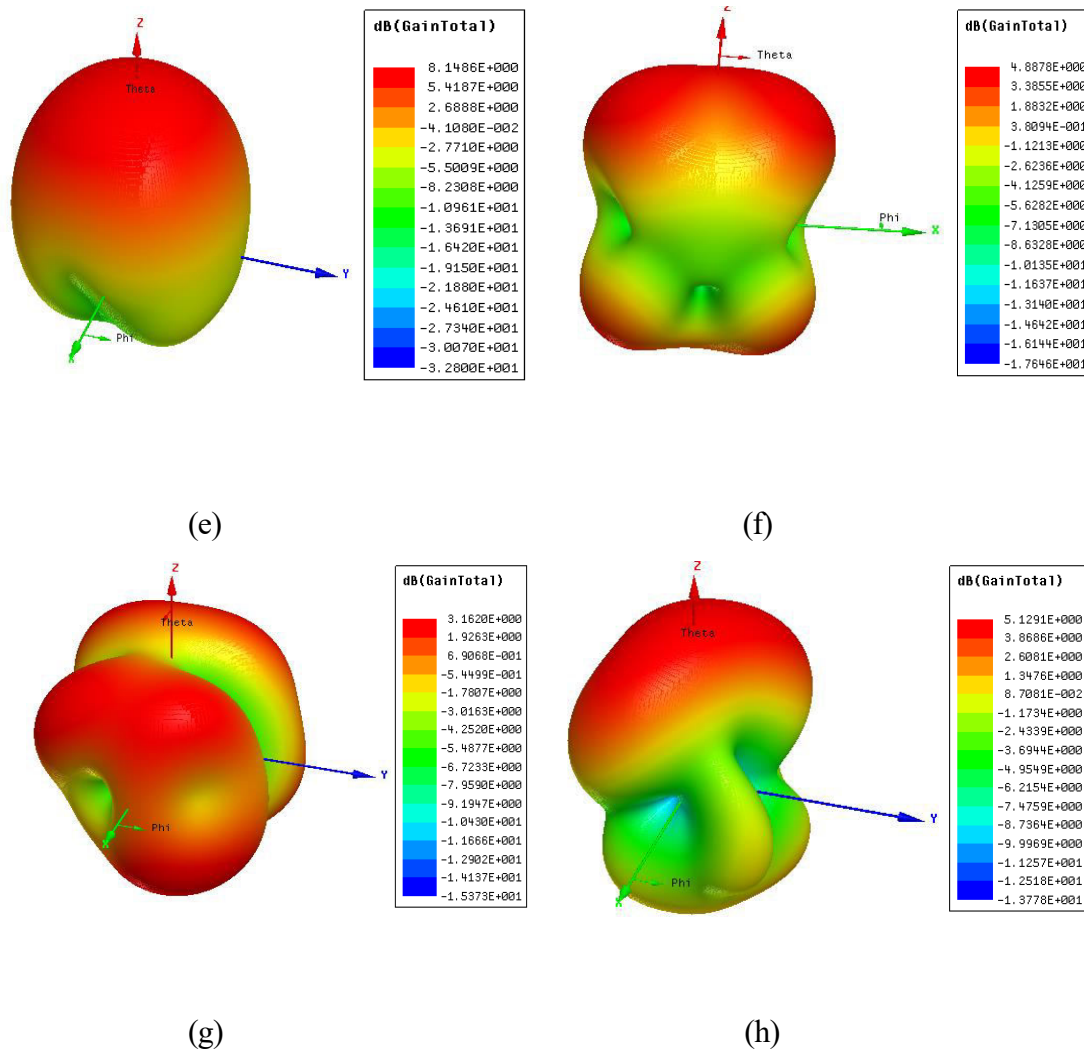 Z
Theta
Y
Phi
X
dB(GainTotal)
8.1486E+000
5.4187E+000
2.6888E+000
-4.1080E-002
-2.7710E+000
-5.5009E+000
-8.2308E+000
-1.0961E+001
-1.3691E+001
-1.6420E+001
-1.9150E+001
-2.1880E+001
-2.4610E+001
-2.7340E+001
-3.0070E+001
-3.2800E+001
Z
Theta
Phi
X
dB(GainTotal)
4.8878E+000
3.3855E+000
1.8832E+000
3.8094E-001
-1.1213E+000
-2.6236E+000
-4.1259E+000
-5.6282E+000
-7.1305E+000
-8.6328E+000
-1.0135E+001
-1.1637E+001
-1.3140E+001
-1.4642E+001
-1.6144E+001
-1.7646E+001
(e)
(f)
Z
Theta
Y
Phi
X
dB(GainTotal)
3.1620E+000
1.9263E+000
6.9068E-001
-5.4499E-001
-1.7807E+000
-3.0163E+000
-4.2520E+000
-5.4877E+000
-6.7233E+000
-7.9590E+000
-9.1947E+000
-1.0430E+001
-1.1666E+001
-1.2902E+001
-1.4137E+001
-1.5373E+001
Z
Theta
Y
Phi
X
dB(GainTotal)
5.1291E+000
3.8686E+000
2.6081E+000
1.3476E+000
8.7081E-002
-1.1734E+000
-2.4339E+000
-3.6944E+000
-4.9549E+000
-6.2154E+000
-7.4759E+000
-8.7364E+000
-9.9969E+000
-1.1257E+001
-1.2518E+001
-1.3778E+001
(g)
(h)